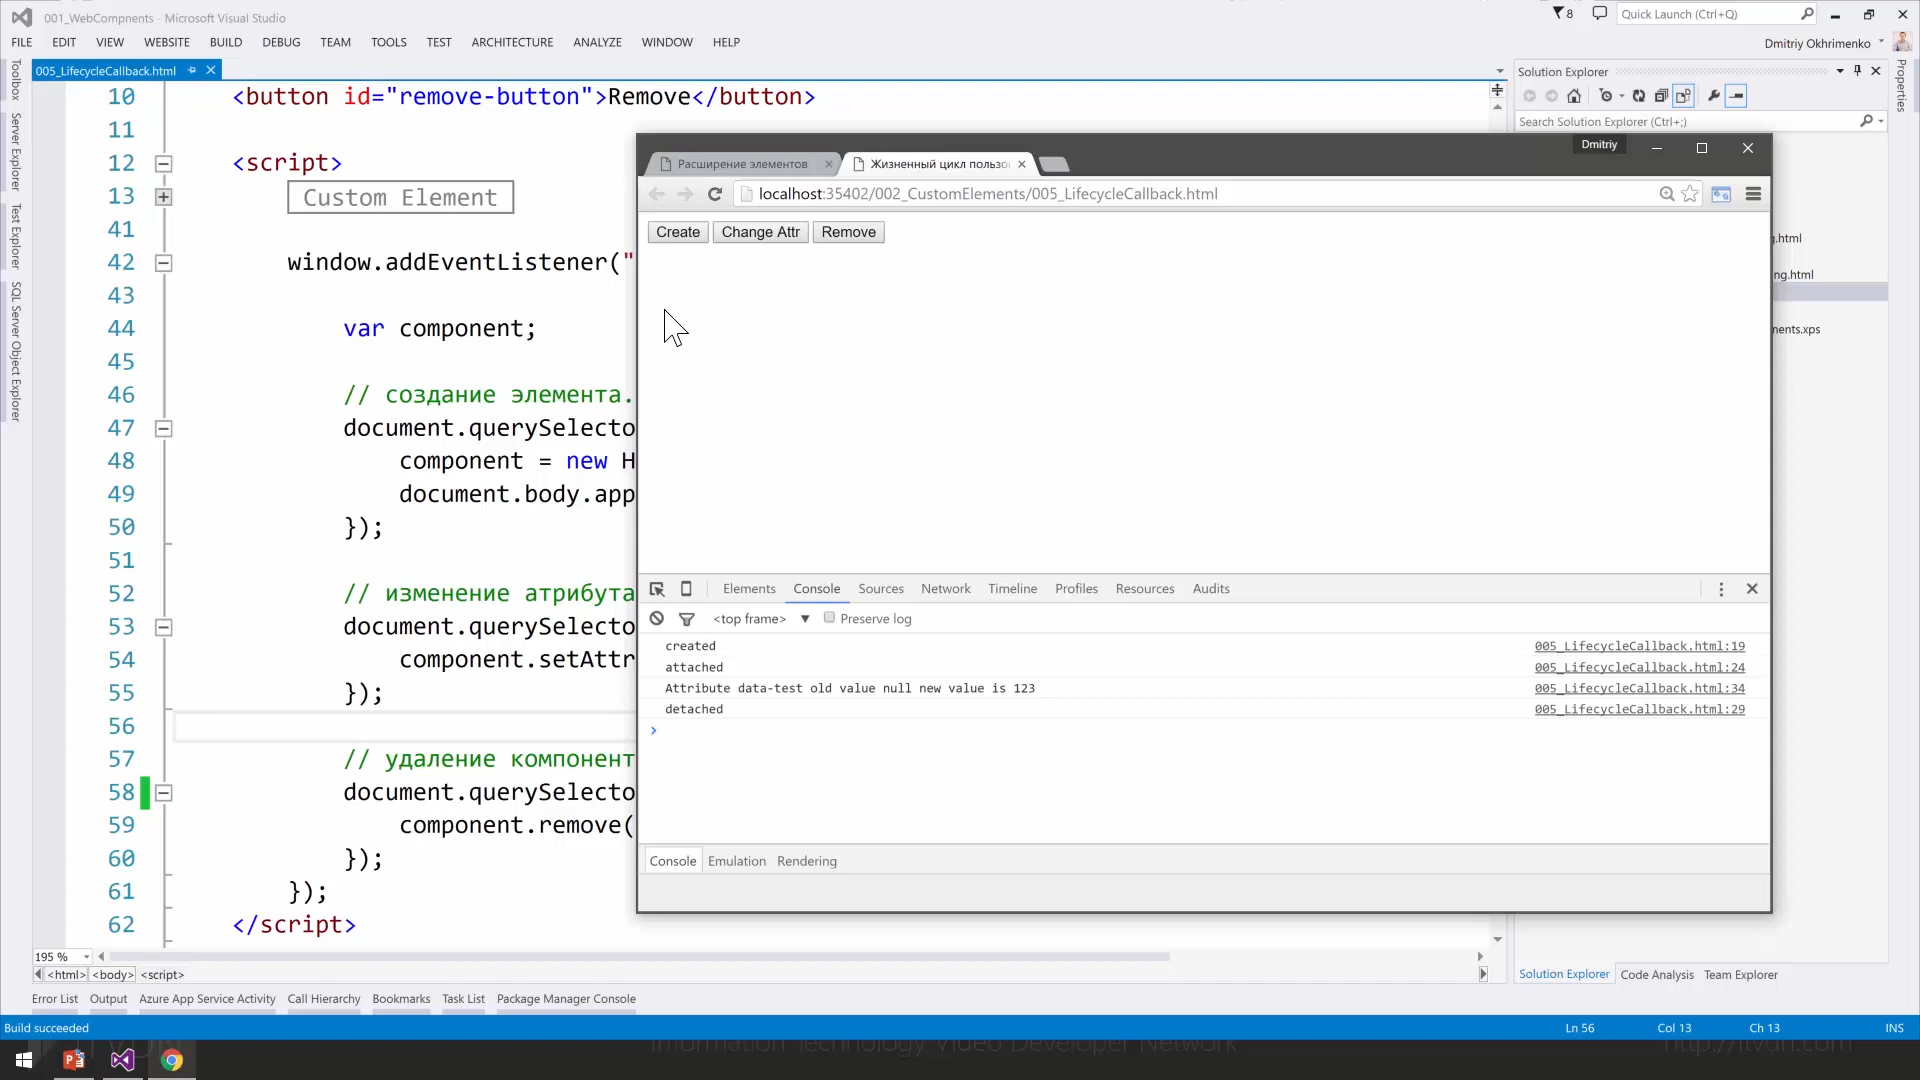 001_WebCompnents - Microsoft Visual Studio
8
Quick Launch (Ctrl+Q)
FILE EDIT VIEW WEBSITE BUILD DEBUG TEAM TOOLS TEST ARCHITECTURE ANALYZE WINDOW HELP
Dmitriy Okhrimenko
Toolbox
Server Explorer
Test Explorer
SQL Server Object Explorer
005_LifecycleCallback.html
10 <button id="remove-button">Remove</button>
11
12 <script>
13 Custom Element
41
42 window.addEventListener("
43
44 var component;
45
46 // создание элемента.
47 document.querySelecto
48 component = new H
49 document.body.app
50 });
51
52 // изменение атрибута
53 document.querySelecto
54 component.setAttr
55 });
56
57 // удаление компонент
58 document.querySelecto
59 component.remove(
60 });
61 });
62 </script>
195 %
<html> <body> <script>
Dmitriy
Расширение элементов
Жизненный цикл пользо
localhost:35402/002_CustomElements/005_LifecycleCallback.html
Create Change Attr Remove
Elements Console Sources Network Timeline Profiles Resources Audits
<top frame> Preserve log
created 005_LifecycleCallback.html:19
attached 005_LifecycleCallback.html:24
Attribute data-test old value null new value is 123 005_LifecycleCallback.html:34
detached 005_LifecycleCallback.html:29
>
Console Emulation Rendering
Solution Explorer
Search Solution Explorer (Ctrl+;)
g.html
ng.html
nents.xps
Properties
Solution Explorer Code Analysis Team Explorer
Error List Output Azure App Service Activity Call Hierarchy Bookmarks Task List Package Manager Console
Build succeeded
Ln 56 Col 13 Ch 13 INS
Information Technology Video Developer Network
http://itvdn.com